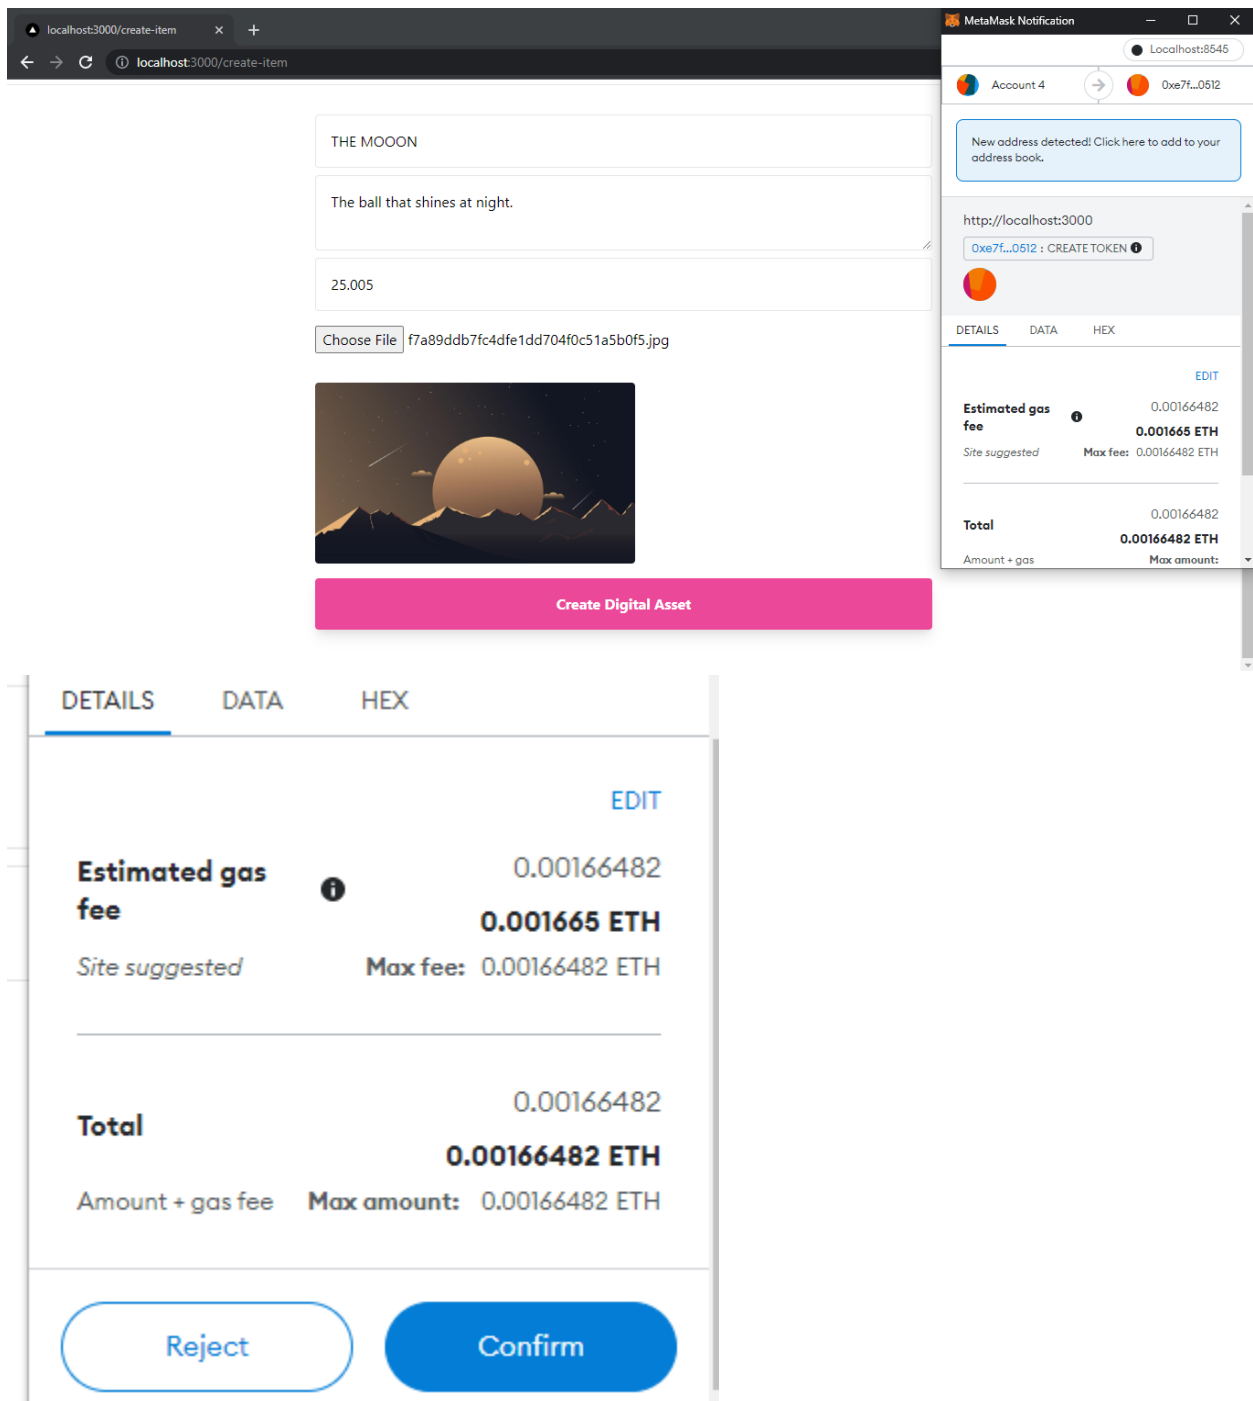 localhost:3000/create-item
localhost:3000/create-item
THE MOOON
The ball that shines at night.
25.005
Choose File f7a89ddb7fc4dfe1dd704f0c51a5b0f5.jpg
Create Digital Asset
MetaMask Notification
Localhost:8545
Account 4
0xe7f...0512
New address detected! Click here to add to your
address book.
http://localhost:3000
0xe7f...0512 : CREATE TOKEN
DETAILS DATA HEX
EDIT
Estimated gas
fee
0.00166482
0.001665 ETH
Site suggested
Max fee: 0.00166482 ETH
Total
0.00166482
0.00166482 ETH
Amount + gas
Max amount:
DETAILS DATA HEX
EDIT
Estimated gas
fee
0.00166482
0.001665 ETH
Site suggested
Max fee: 0.00166482 ETH
Total
0.00166482
0.00166482 ETH
Amount + gas fee
Max amount: 0.00166482 ETH
Reject
Confirm